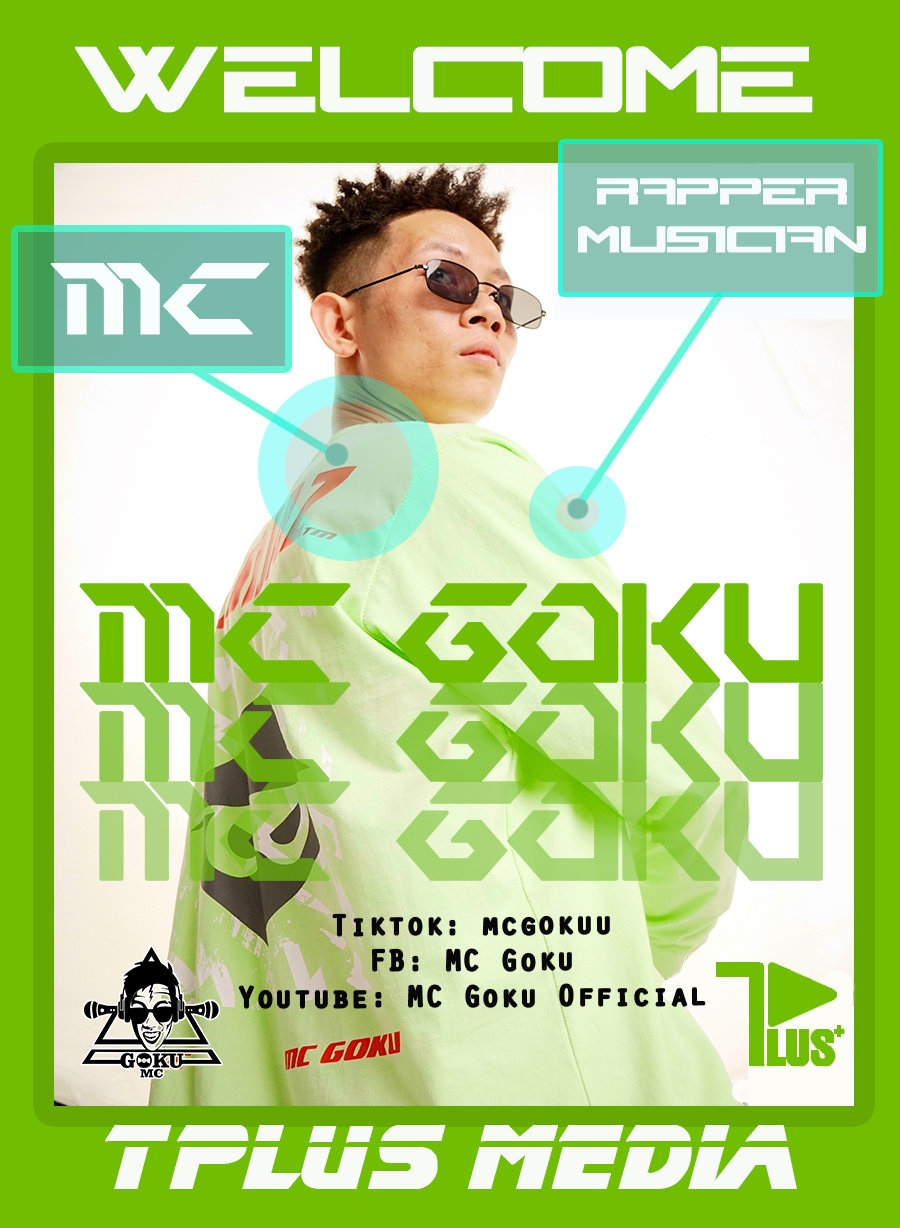 WELCOME
RAPPER
MUSICIAN
MC
TM
MC GOKU
MC GOKU
MC GOKU
Tiktok: mcgokuu
FB: MC Goku
Youtube: MC Goku Official
GOKU
MC
MC GOKU
TPLUS+
TPLUS MEDIA